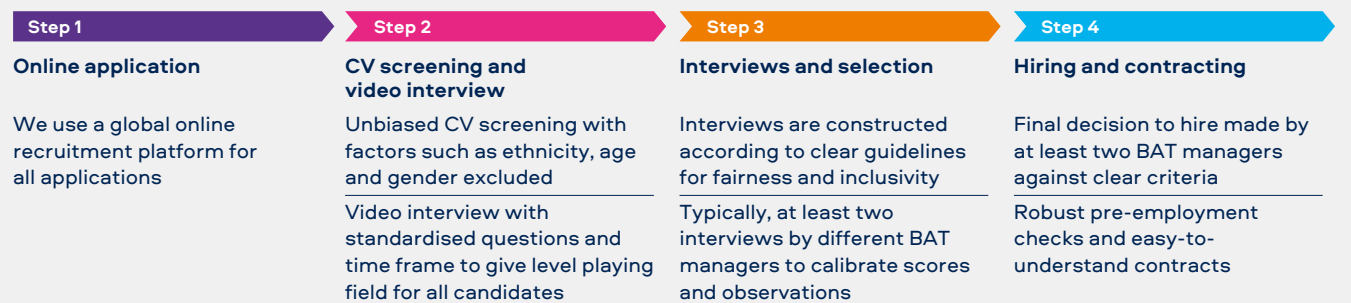 Step 1
Online application
We use a global online
recruitment platform for
all applications
Step 2
CV screening and
video interview
Unbiased CV screening with
factors such as ethnicity, age
and gender excluded
Video interview with
standardised questions and
time frame to give level playing
field for all candidates
Step 3
Interviews and selection
Interviews are constructed
according to clear guidelines
for fairness and inclusivity
Typically, at least two
interviews by different BAT
managers to calibrate scores
and observations
Step 4
Hiring and contracting
Final decision to hire made by
at least two BAT managers
against clear criteria
Robust pre-employment
checks and easy-to-
understand contracts